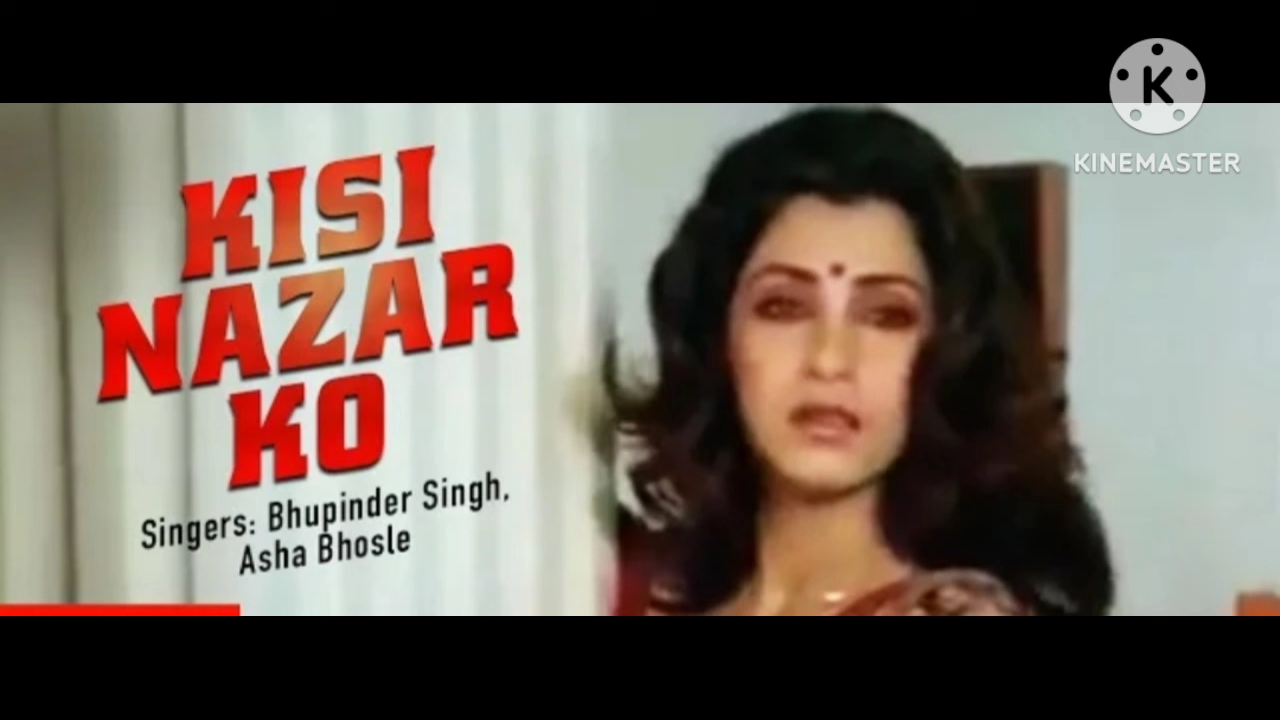 KISI
NAZAR
KO
Singers: Bhupinder Singh,
Asha Bhosle
K
KINEMASTER